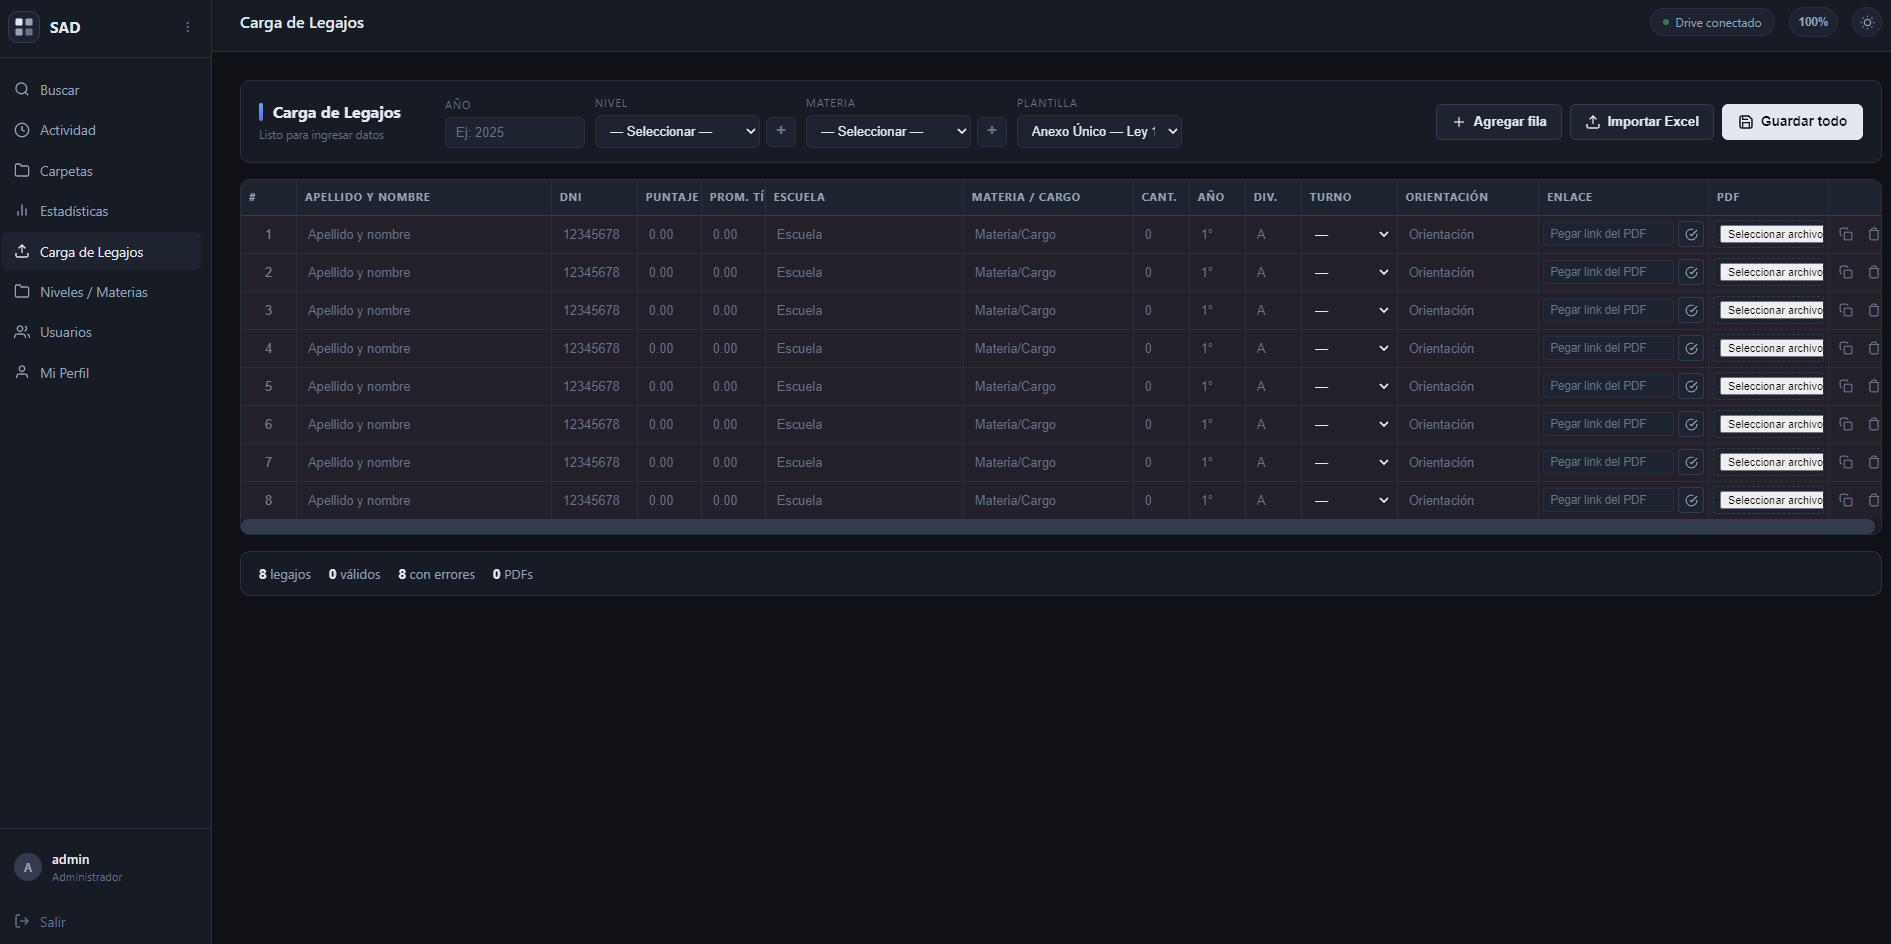 SAD
Buscar
Actividad
Carpetas
Estadísticas
Carga de Legajos
Niveles / Materias
Usuarios
Mi Perfil
A
admin
Administrador
Salir
Carga de Legajos
Drive conectado
100%
Carga de Legajos
Listo para ingresar datos
AÑO
Ej: 2025
NIVEL
— Seleccionar —
+
MATERIA
— Seleccionar —
+
PLANTILLA
Anexo Único — Ley 1
+ Agregar fila
Importar Excel
Guardar todo
# APELLIDO Y NOMBRE DNI PUNTAJE PROM. TÍ ESCUELA MATERIA / CARGO CANT. AÑO DIV. TURNO ORIENTACIÓN ENLACE PDF
1 Apellido y nombre 12345678 0.00 0.00 Escuela Materia/Cargo 0 1° A — Orientación Pegar link del PDF Seleccionar archivo
2 Apellido y nombre 12345678 0.00 0.00 Escuela Materia/Cargo 0 1° A — Orientación Pegar link del PDF Seleccionar archivo
3 Apellido y nombre 12345678 0.00 0.00 Escuela Materia/Cargo 0 1° A — Orientación Pegar link del PDF Seleccionar archivo
4 Apellido y nombre 12345678 0.00 0.00 Escuela Materia/Cargo 0 1° A — Orientación Pegar link del PDF Seleccionar archivo
5 Apellido y nombre 12345678 0.00 0.00 Escuela Materia/Cargo 0 1° A — Orientación Pegar link del PDF Seleccionar archivo
6 Apellido y nombre 12345678 0.00 0.00 Escuela Materia/Cargo 0 1° A — Orientación Pegar link del PDF Seleccionar archivo
7 Apellido y nombre 12345678 0.00 0.00 Escuela Materia/Cargo 0 1° A — Orientación Pegar link del PDF Seleccionar archivo
8 Apellido y nombre 12345678 0.00 0.00 Escuela Materia/Cargo 0 1° A — Orientación Pegar link del PDF Seleccionar archivo
8 legajos 0 válidos 8 con errores 0 PDFs